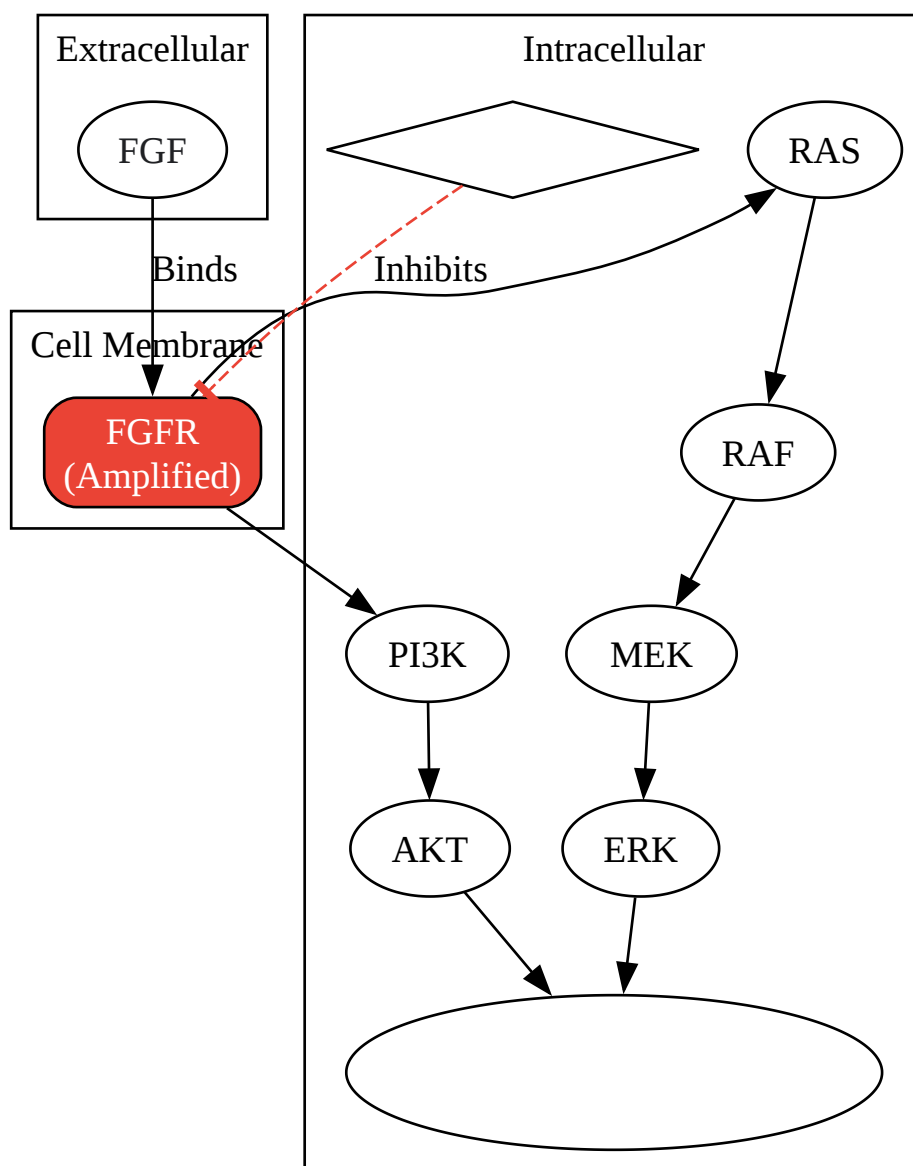 Extracellular
Intracellular
FGF
RAS
Binds
Inhibits
Cell Membrane
FGFR
(Amplified)
RAF
PI3K
MEK
AKT
ERK